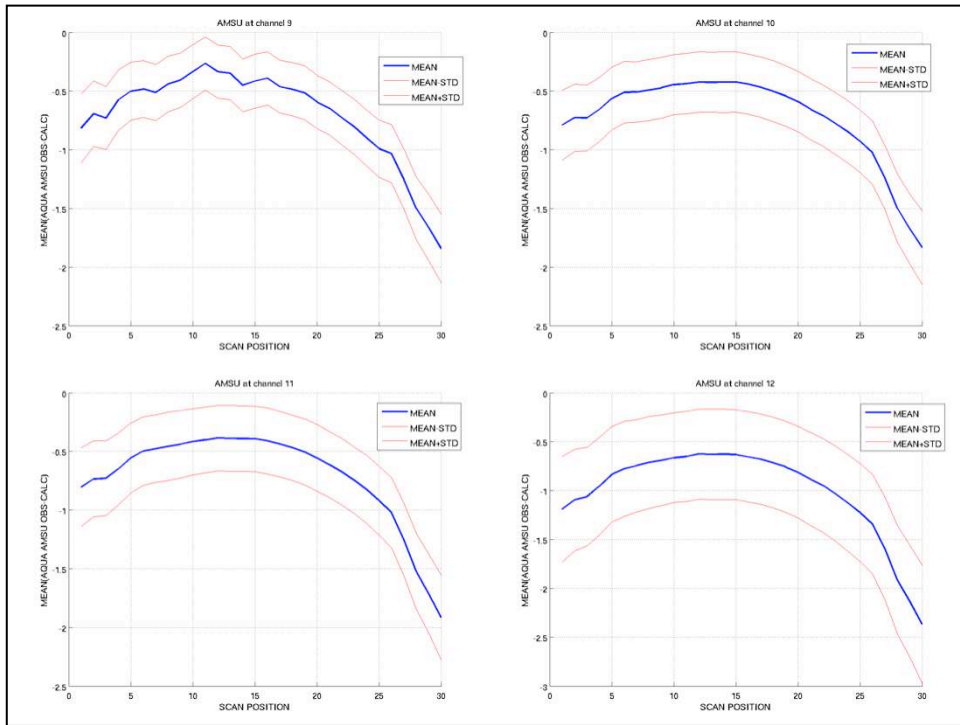 AMSU at channel 9
0
-0.5
-1
-1.5
-2
-2.5
0 5 10 15 20 25 30
SCAN POSITION
MEAN(AQUA AMSU OBS-CALC)
MEAN
MEAN-STD
MEAN+STD
AMSU at channel 10
0
-0.5
-1
-1.5
-2
-2.5
0 5 10 15 20 25 30
SCAN POSITION
MEAN(AQUA AMSU OBS-CALC)
MEAN
MEAN-STD
MEAN+STD
AMSU at channel 11
0
-0.5
-1
-1.5
-2
-2.5
0 5 10 15 20 25 30
SCAN POSITION
MEAN(AQUA AMSU OBS-CALC)
MEAN
MEAN-STD
MEAN+STD
AMSU at channel 12
0
-0.5
-1
-1.5
-2
-2.5
-3
0 5 10 15 20 25 30
SCAN POSITION
MEAN(AQUA AMSU OBS-CALC)
MEAN
MEAN-STD
MEAN+STD